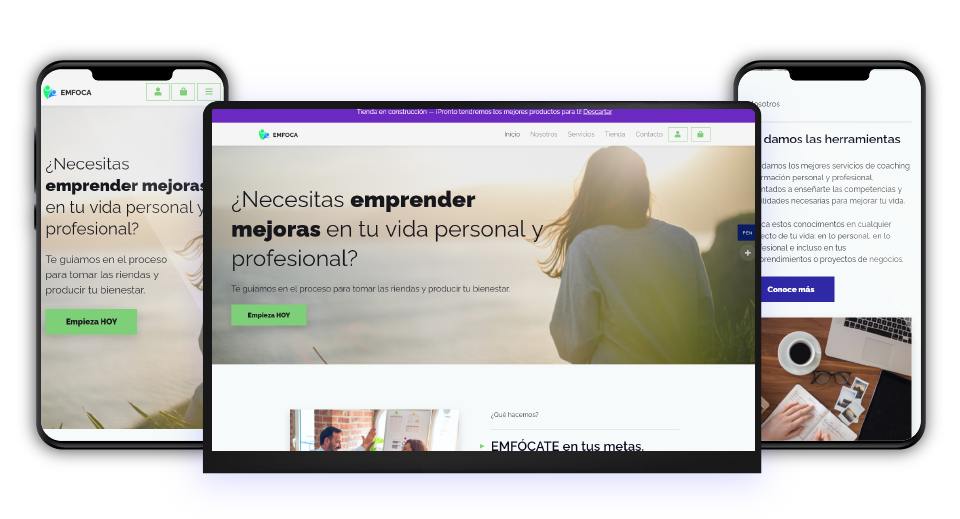 EMFOCA
¿Necesitas
emprender mejoras
en tu vida personal y
profesional?
Te guiamos en el proceso
para tomar las riendas y
producir tu bienestar.
Empieza HOY
Tienda en construcción — ¡Pronto tendremos los mejores productos para ti! Descartar
EMFOCA
Inicio Nosotros Servicios Tienda Contacto
¿Necesitas emprender
mejoras en tu vida personal y
profesional?
Te guiamos en el proceso para tomar las riendas y producir tu bienestar.
Empieza HOY
PEN
¿Qué hacemos?
EMFÓCATE en tus metas.
osotros
damos las herramientas
damos los mejores servicios de coaching
rmación personal y profesional,
ntados a enseñarte las competencias y
ilidades necesarias para mejorar tu vida.
ca estos conocimientos en cualquier
ecto de tu vida: en lo personal, en lo
fesional e incluso en tus
prendimientos o proyectos de negocios.
Conoce más